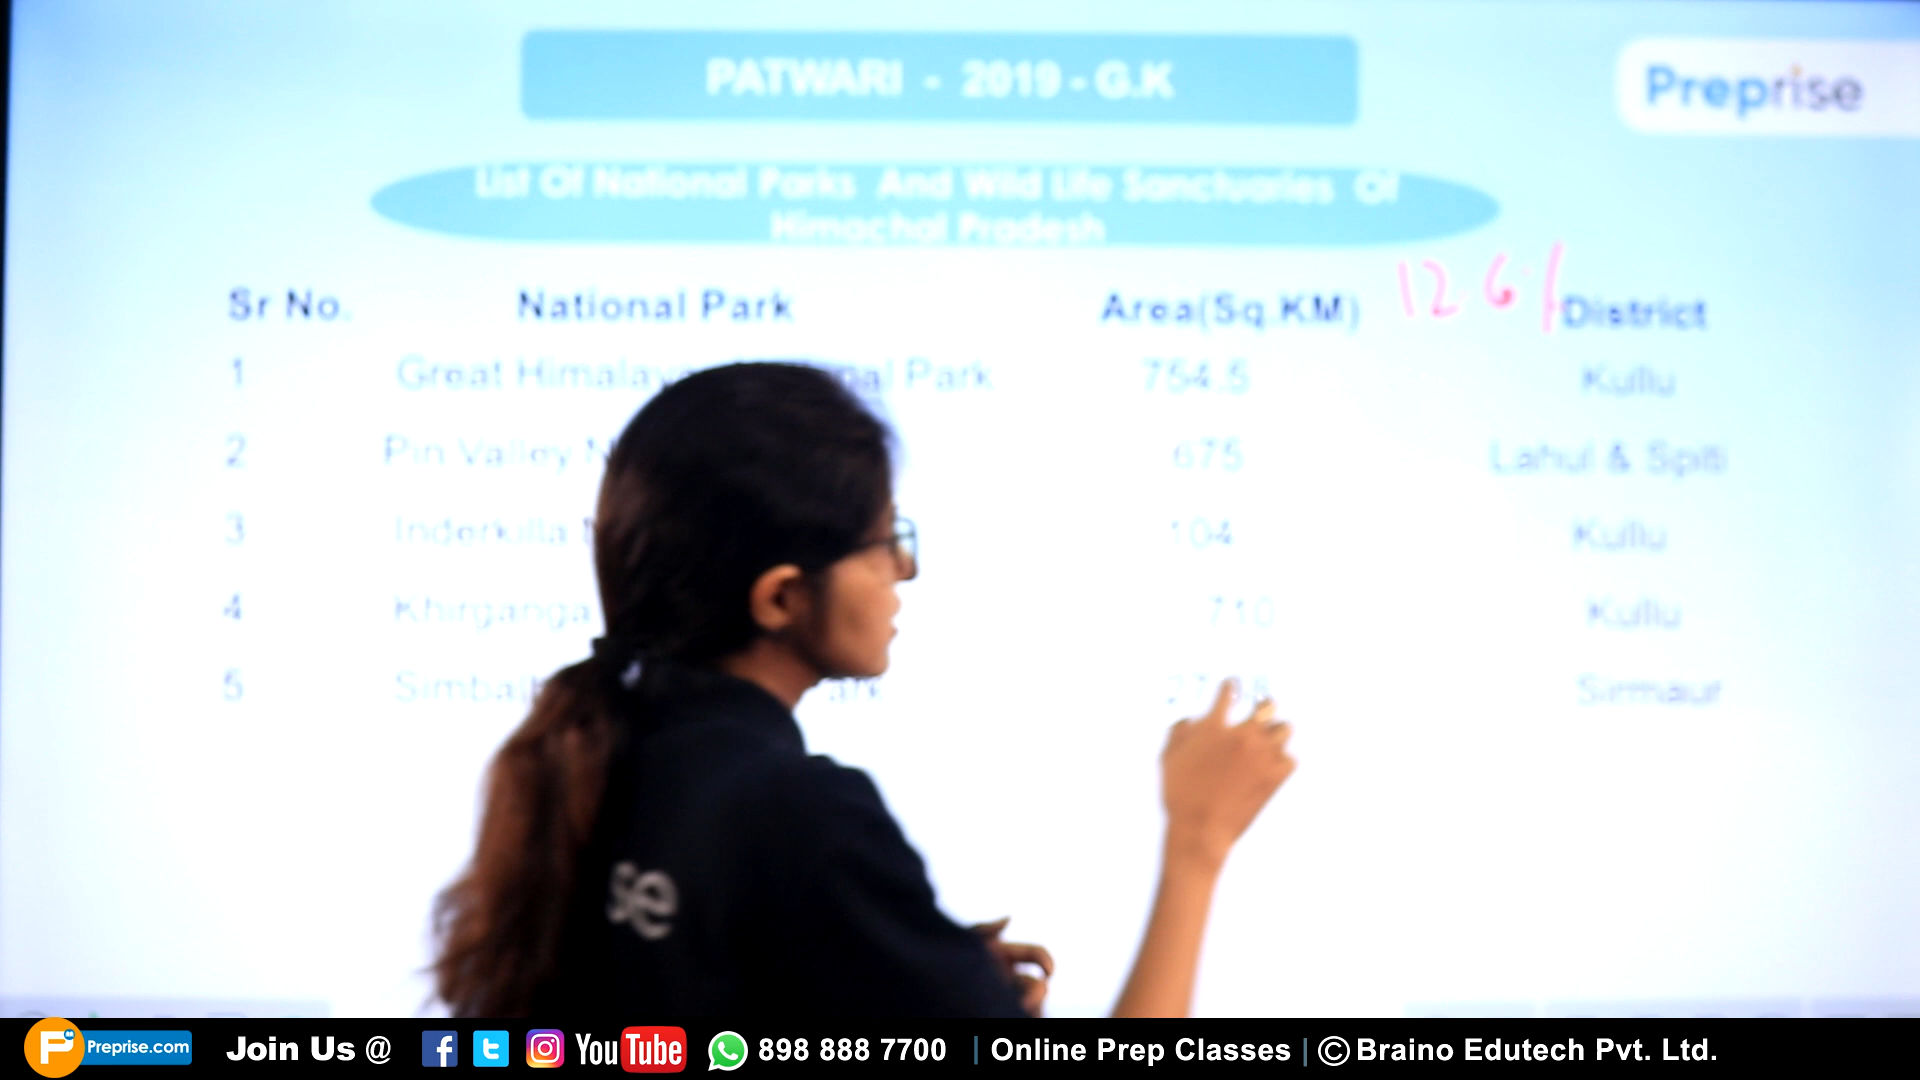 PATWARI - 2019 - G.K
Preprise
List Of National Parks And Wild Life Sanctuaries Of
Himachal Pradesh
12.6%
Sr No. National Park Area(Sq.KM) District
1 Great Himalaya Park 754.5 Kullu
2 Pin Valley 675 Lahul & Spiti
3 Inderkilla 104 Kullu
4 Khirganga 710 Kullu
5 Sirmaur
se
Preprise.com Join Us @ YouTube 898 888 7700 | Online Prep Classes | © Braino Edutech Pvt. Ltd.